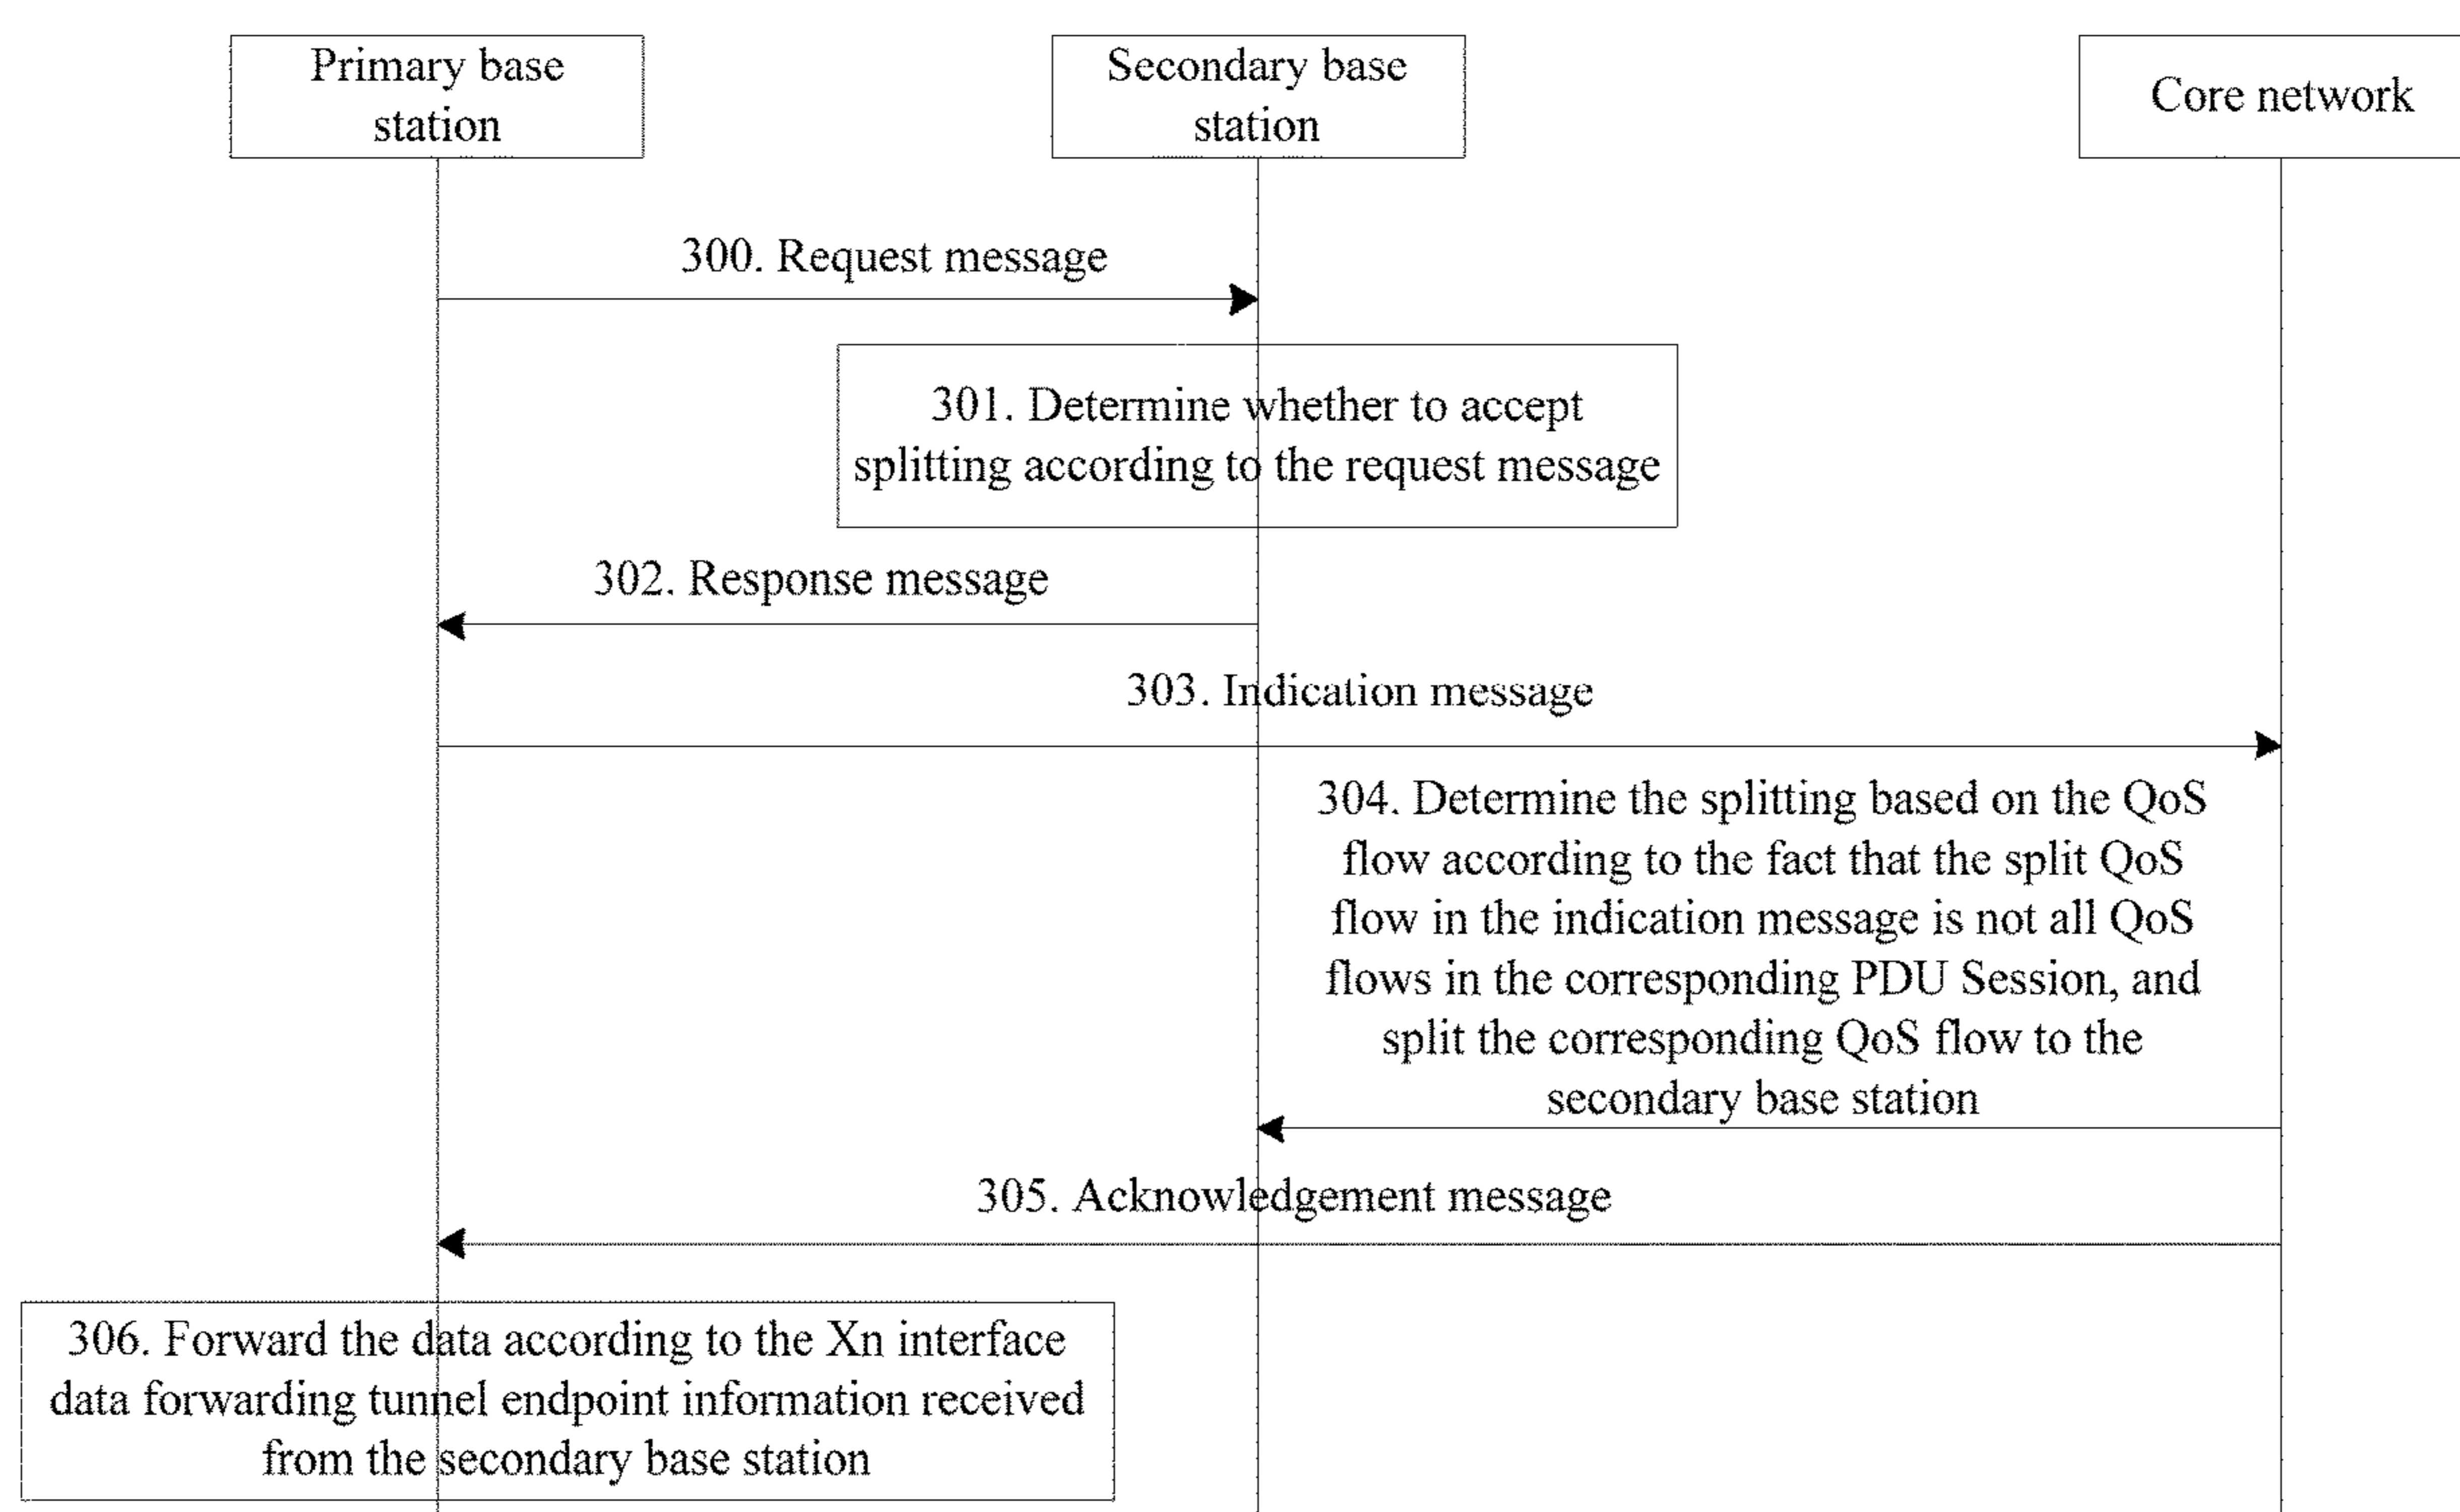 Primary base
station
Secondary base
station
Core network
300. Request message
301. Determine whether to accept
splitting according to the request message
302. Response message
303. Indication message
304. Determine the splitting based on the QoS
flow according to the fact that the split QoS
flow in the indication message is not all QoS
flows in the corresponding PDU Session, and
split the corresponding QoS flow to the
secondary base station
305. Acknowledgement message
306. Forward the data according to the Xn interface
data forwarding tunnel endpoint information received
from the secondary base station